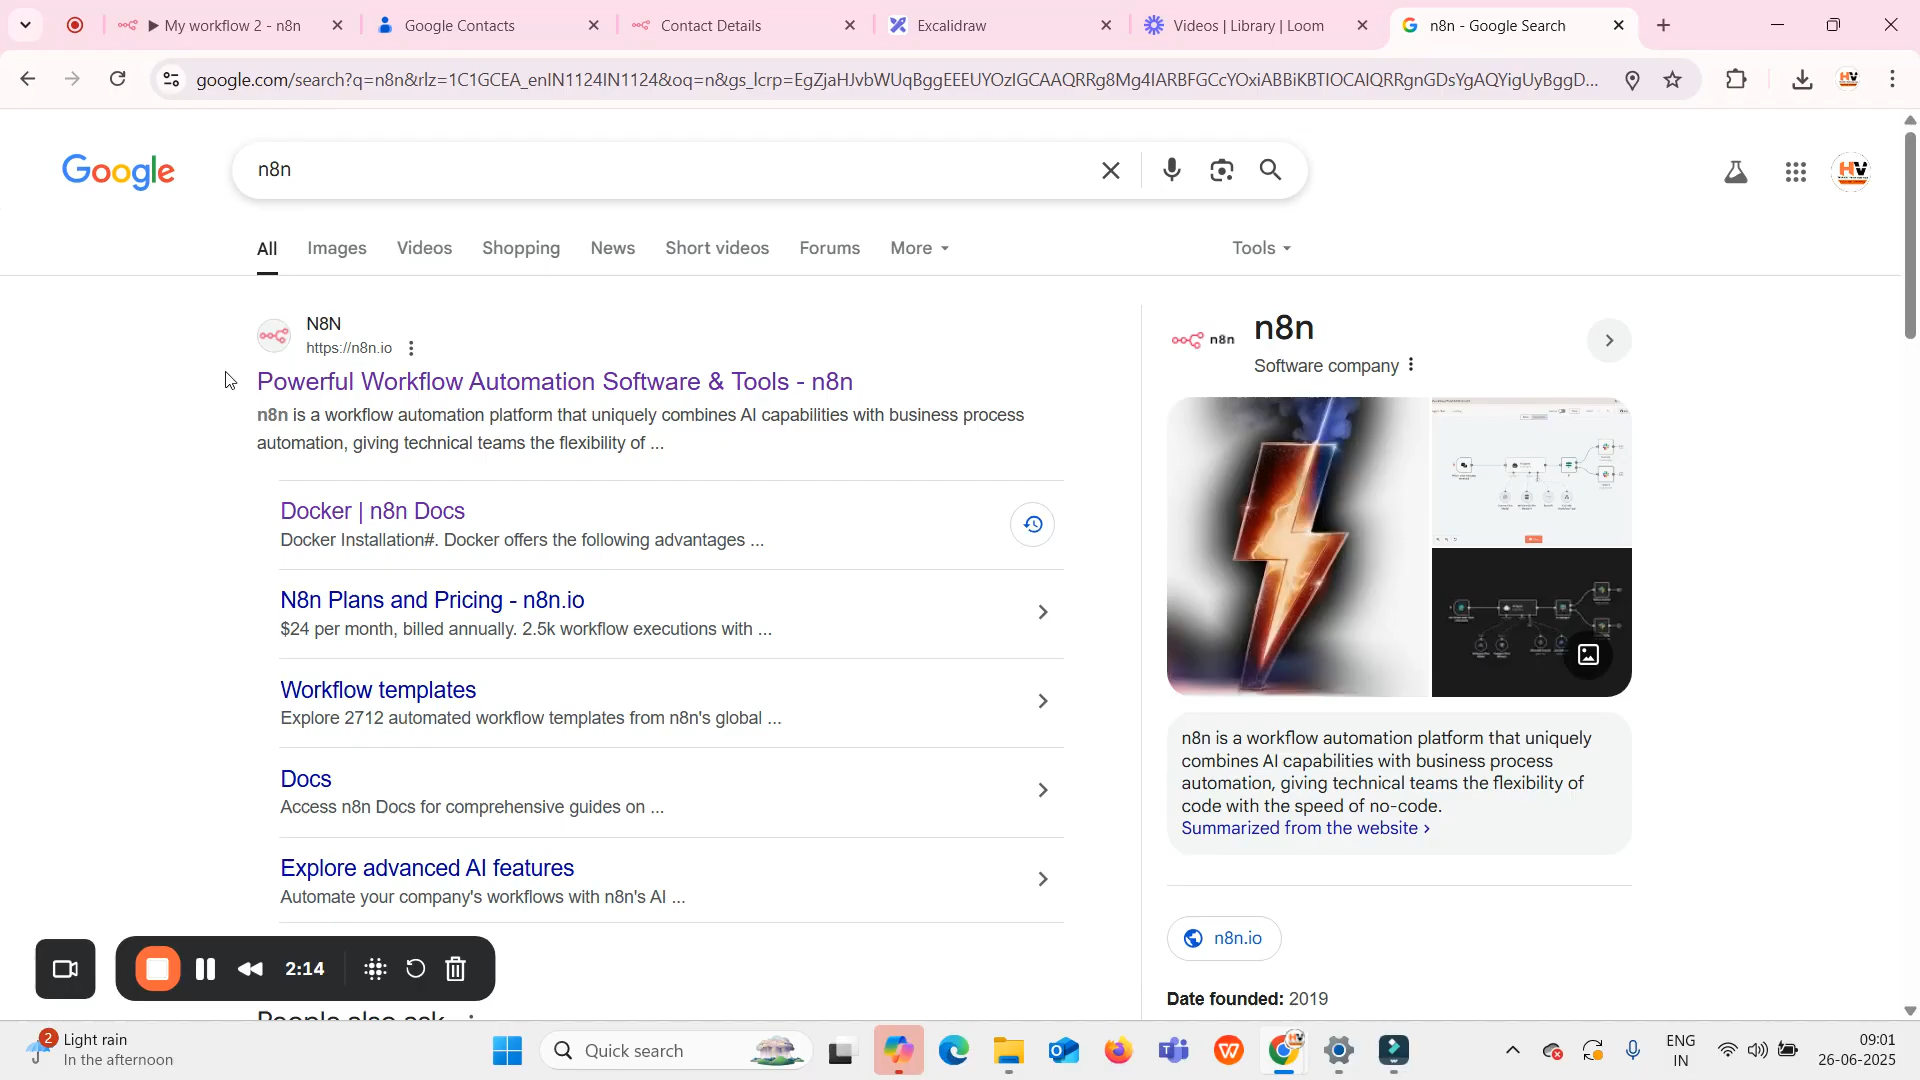 ▶ My workflow 2 - n8n
Google Contacts
Contact Details
Excalidraw
Videos | Library | Loom
n8n - Google Search
google.com/search?q=n8n&rlz=1C1GCEA_enIN1124IN1124&oq=n&gs_lcrp=EgZjaHJvbWUqBggEEEUYOzIGCAAQRRg8Mg4IARBFGCcYOxiABBiKBTIOCAIQRRgnGDsYgAQYigUyBggD...
Google
n8n
HV
All
Images
Videos
Shopping
News
Short videos
Forums
More
Tools
N8N
https://n8n.io
Powerful Workflow Automation Software & Tools - n8n
n8n is a workflow automation platform that uniquely combines AI capabilities with business process
automation, giving technical teams the flexibility of ...
Docker | n8n Docs
Docker Installation#. Docker offers the following advantages ...
N8n Plans and Pricing - n8n.io
$24 per month, billed annually. 2.5k workflow executions with ...
Workflow templates
Explore 2712 automated workflow templates from n8n's global ...
Docs
Access n8n Docs for comprehensive guides on ...
Explore advanced AI features
Automate your company's workflows with n8n's AI ...
People also ask
n8n
n8n
Software company
n8n is a workflow automation platform that uniquely
combines AI capabilities with business process
automation, giving technical teams the flexibility of
code with the speed of no-code.
Summarized from the website ›
n8n.io
Date founded: 2019
2:14
2
Light rain
In the afternoon
Quick search
ENG
IN
09:01
26-06-2025